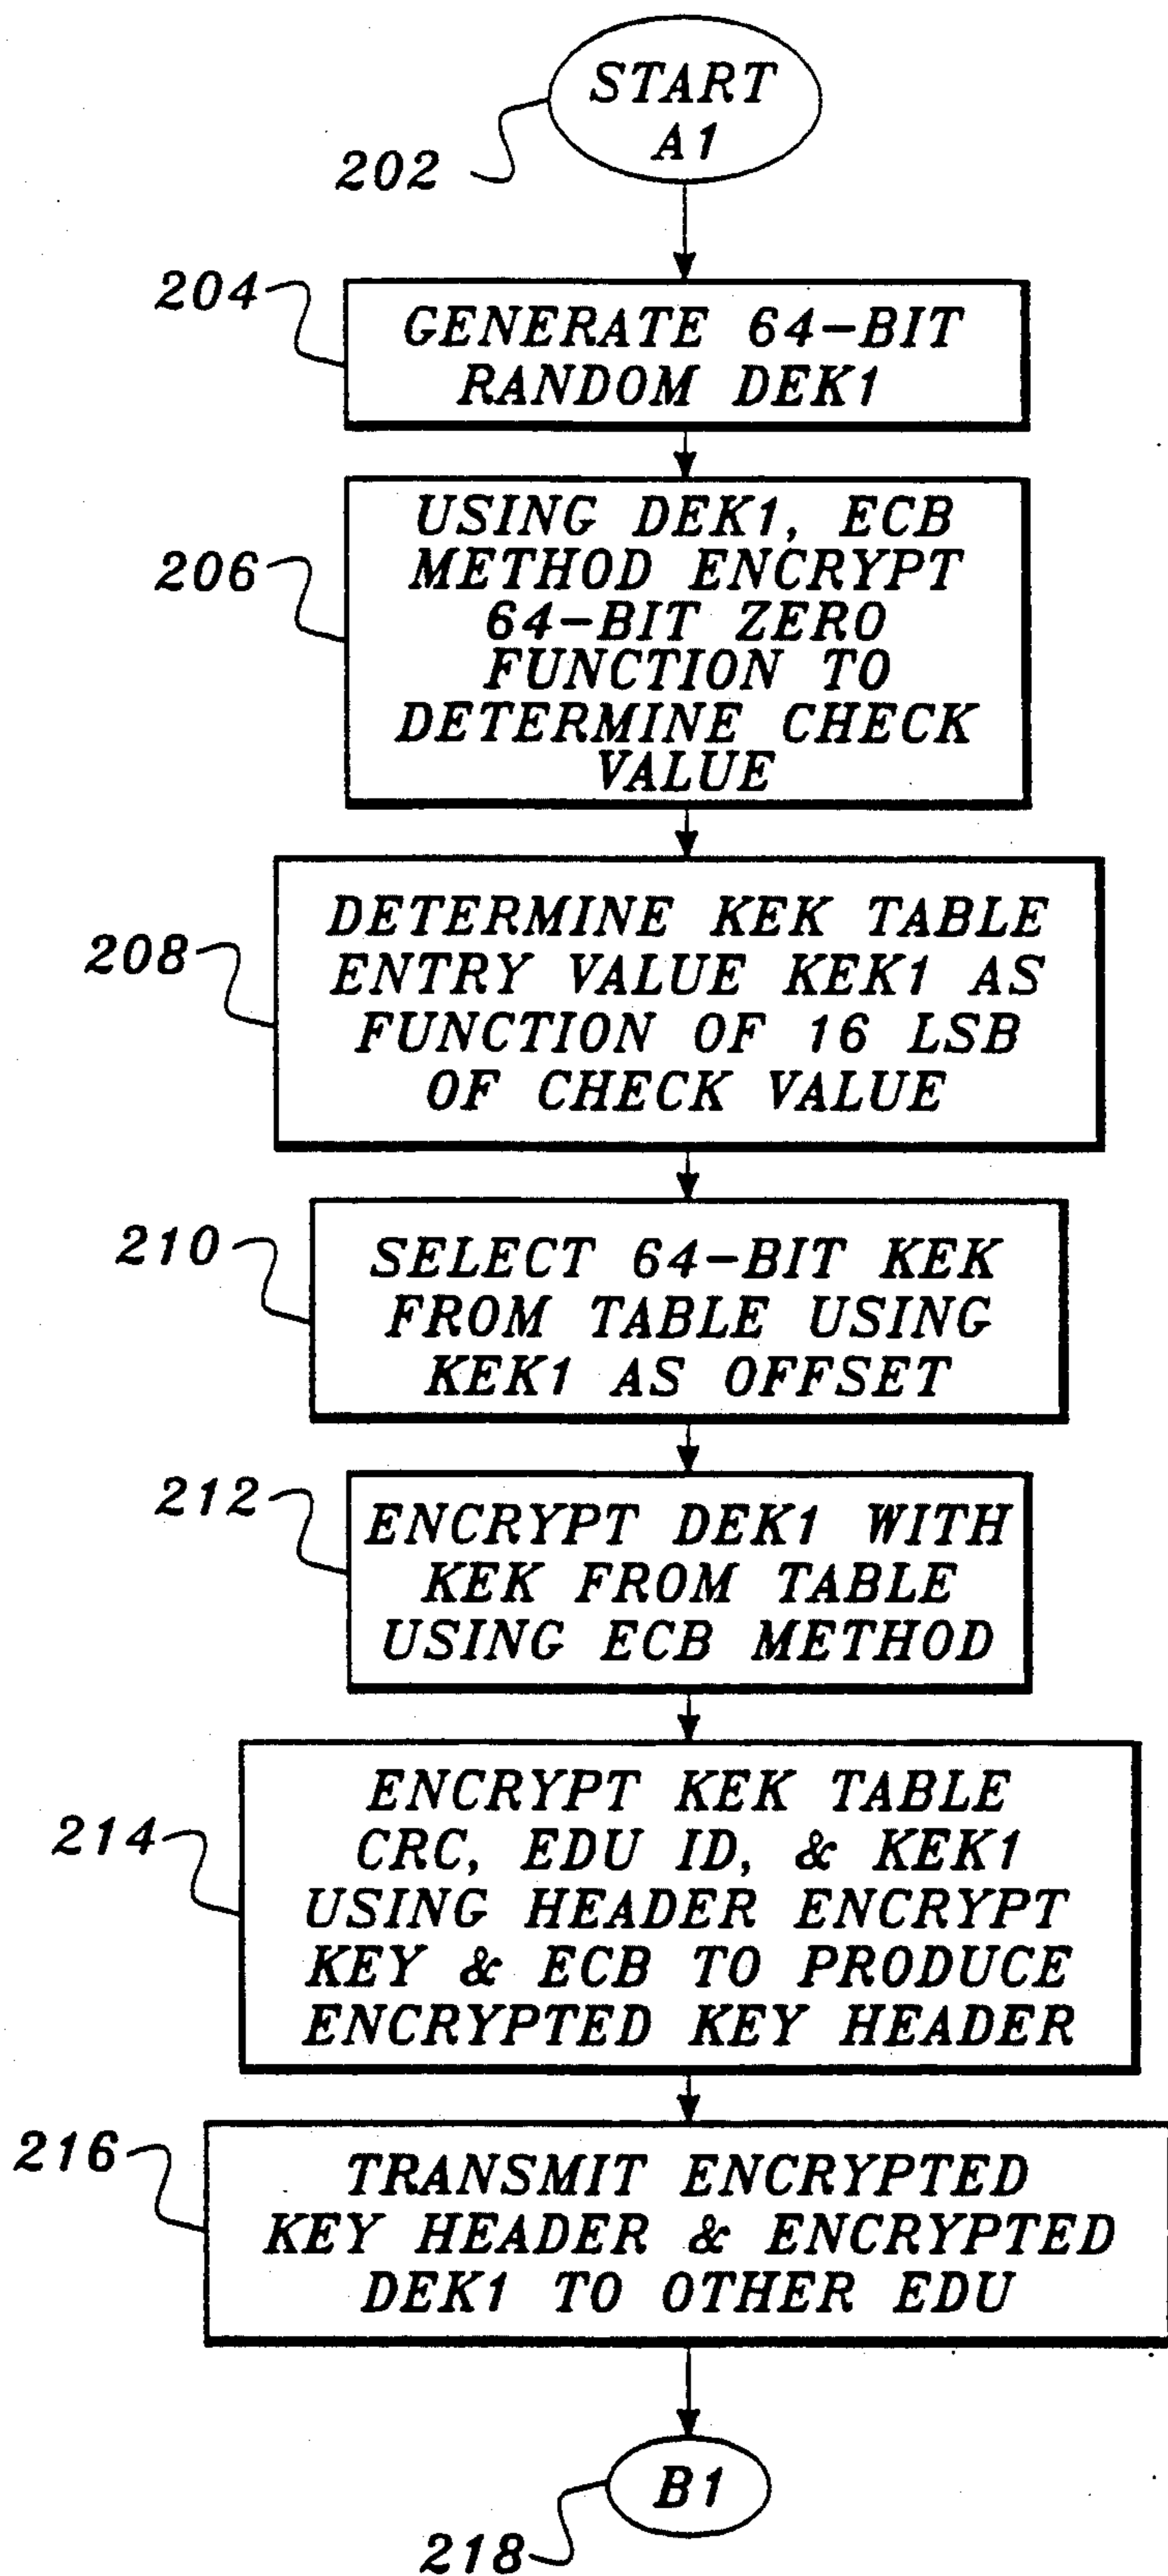 START
A1
202
204
GENERATE 64-BIT
RANDOM DEK1
206
USING DEK1, ECB
METHOD ENCRYPT
64-BIT ZERO
FUNCTION TO
DETERMINE CHECK
VALUE
208
DETERMINE KEK TABLE
ENTRY VALUE KEK1 AS
FUNCTION OF 16 LSB
OF CHECK VALUE
210
SELECT 64-BIT KEK
FROM TABLE USING
KEK1 AS OFFSET
212
ENCRYPT DEK1 WITH
KEK FROM TABLE
USING ECB METHOD
214
ENCRYPT KEK TABLE
CRC, EDU ID, & KEK1
USING HEADER ENCRYPT
KEY & ECB TO PRODUCE
ENCRYPTED KEY HEADER
216
TRANSMIT ENCRYPTED
KEY HEADER & ENCRYPTED
DEK1 TO OTHER EDU
B1
218